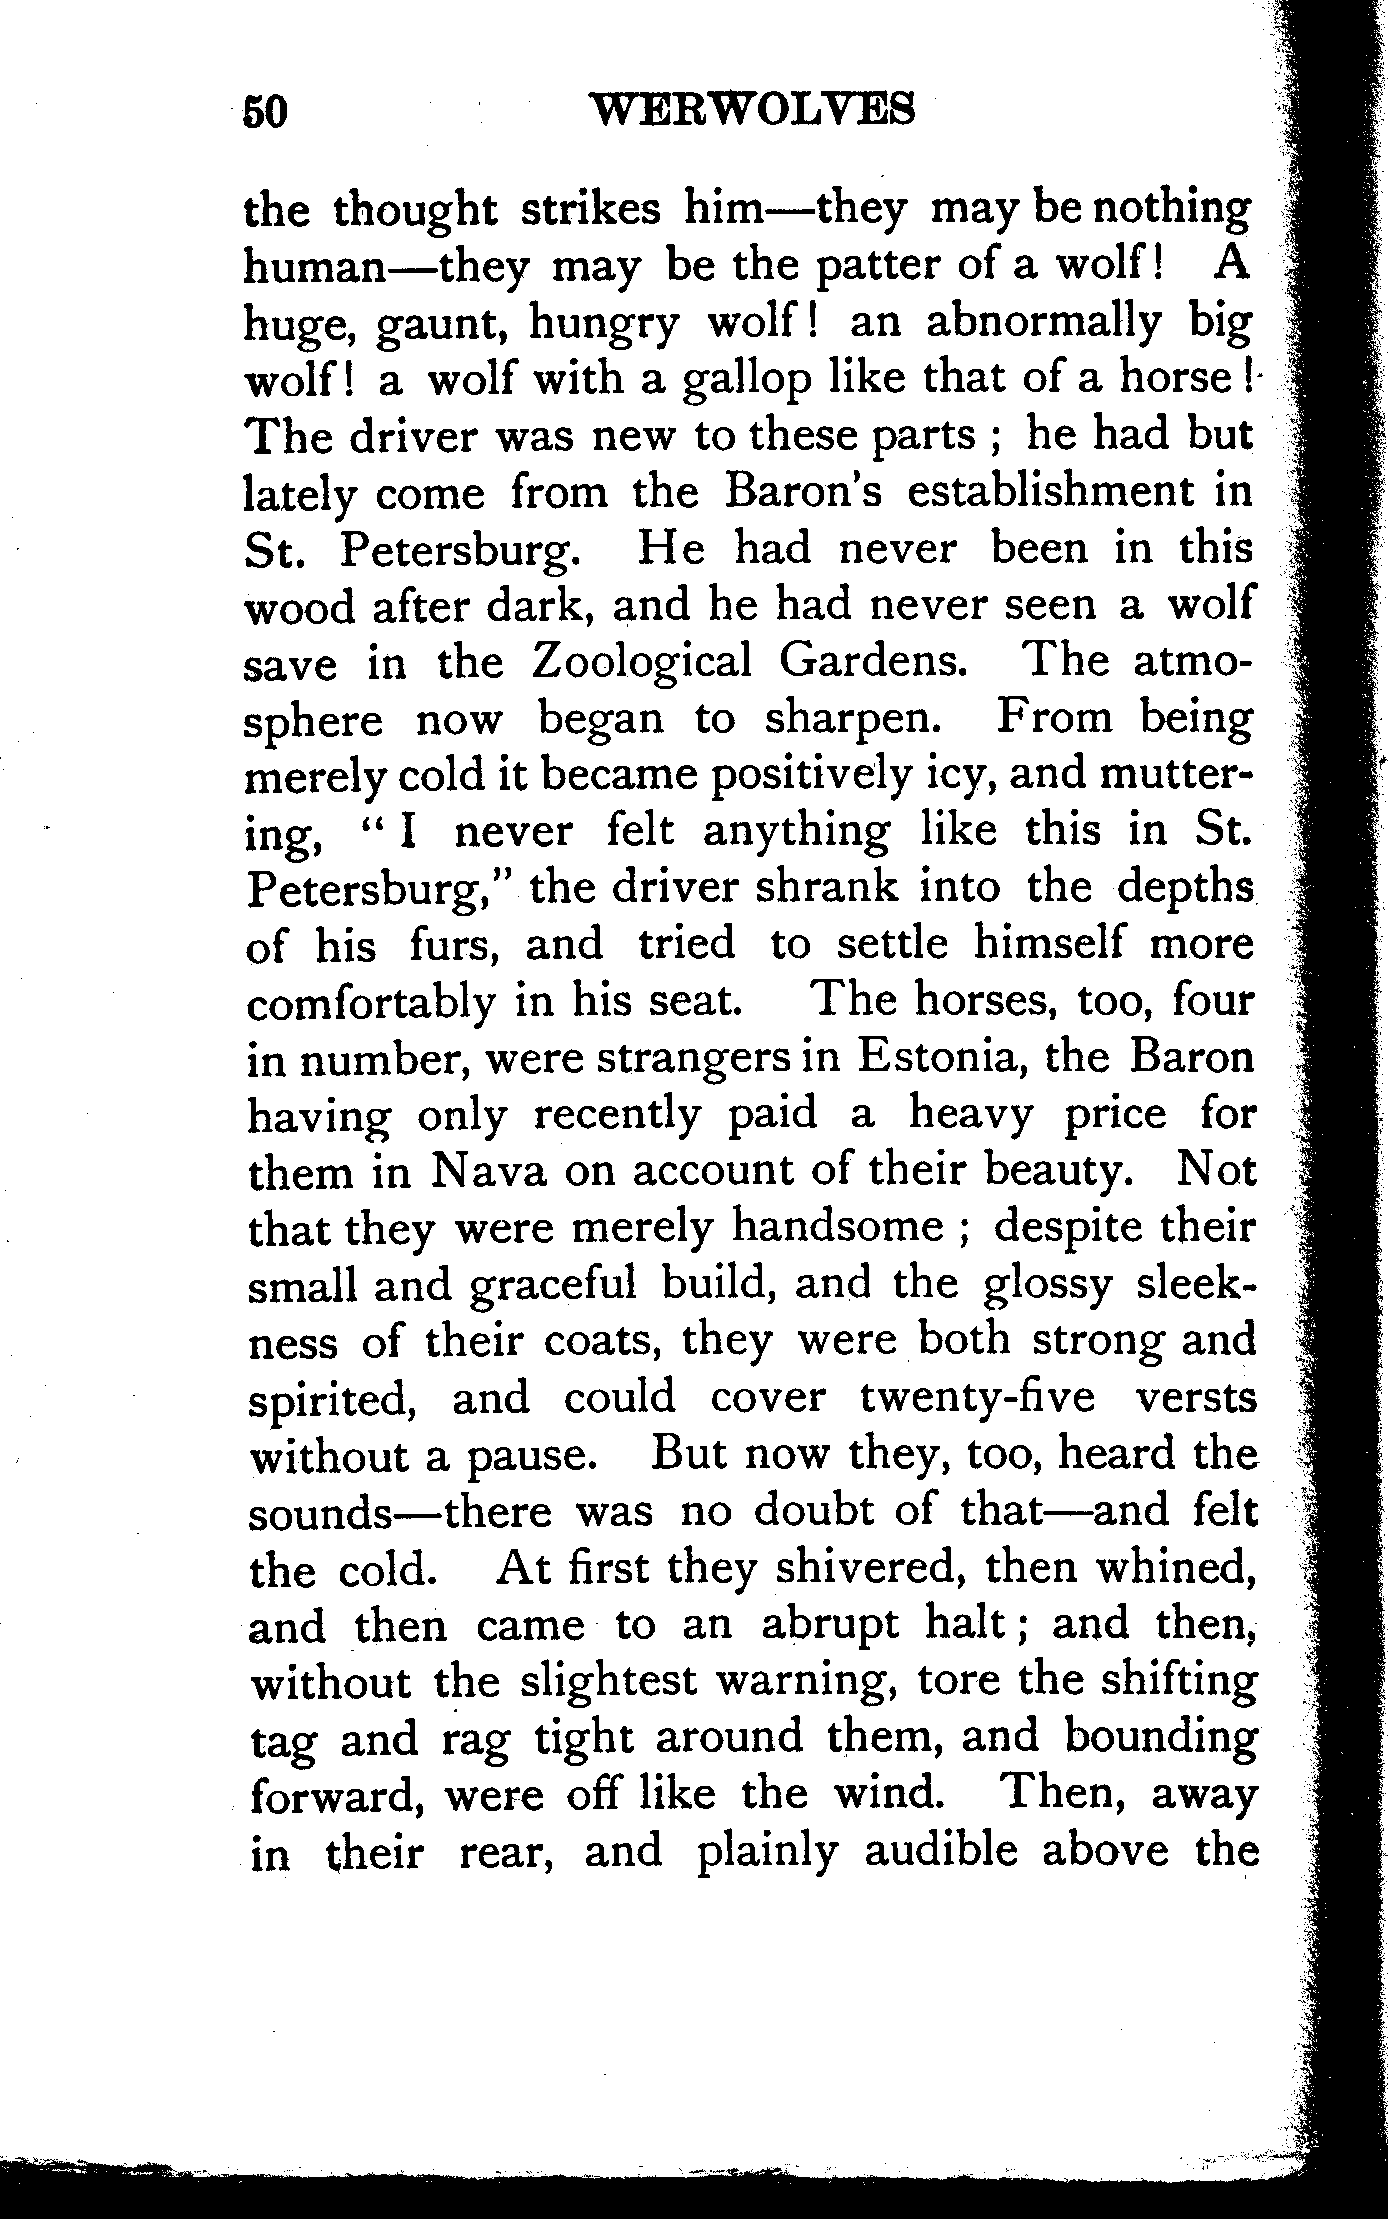 50 WERWOLVES
the thought strikes him—they may be nothing
human—they may be the patter of a wolf! A
huge, gaunt, hungry wolf! an abnormally big
wolf! a wolf with a gallop like that of a horse!
The driver was new to these parts; he had but
lately come from the Baron's establishment in
St. Petersburg. He had never been in this
wood after dark, and he had never seen a wolf
save in the Zoological Gardens. The atmo-
sphere now began to sharpen. From being
merely cold it became positively icy, and mutter-
ing, "I never felt anything like this in St.
Petersburg," the driver shrank into the depths
of his furs, and tried to settle himself more
comfortably in his seat. The horses, too, four
in number, were strangers in Estonia, the Baron
having only recently paid a heavy price for
them in Nava on account of their beauty. Not
that they were merely handsome; despite their
small and graceful build, and the glossy sleek-
ness of their coats, they were both strong and
spirited, and could cover twenty-five versts
without a pause. But now they, too, heard the
sounds—there was no doubt of that—and felt
the cold. At first they shivered, then whined,
and then came to an abrupt halt; and then,
without the slightest warning, tore the shifting
tag and rag tight around them, and bounding
forward, were off like the wind. Then, away
in their rear, and plainly audible above the